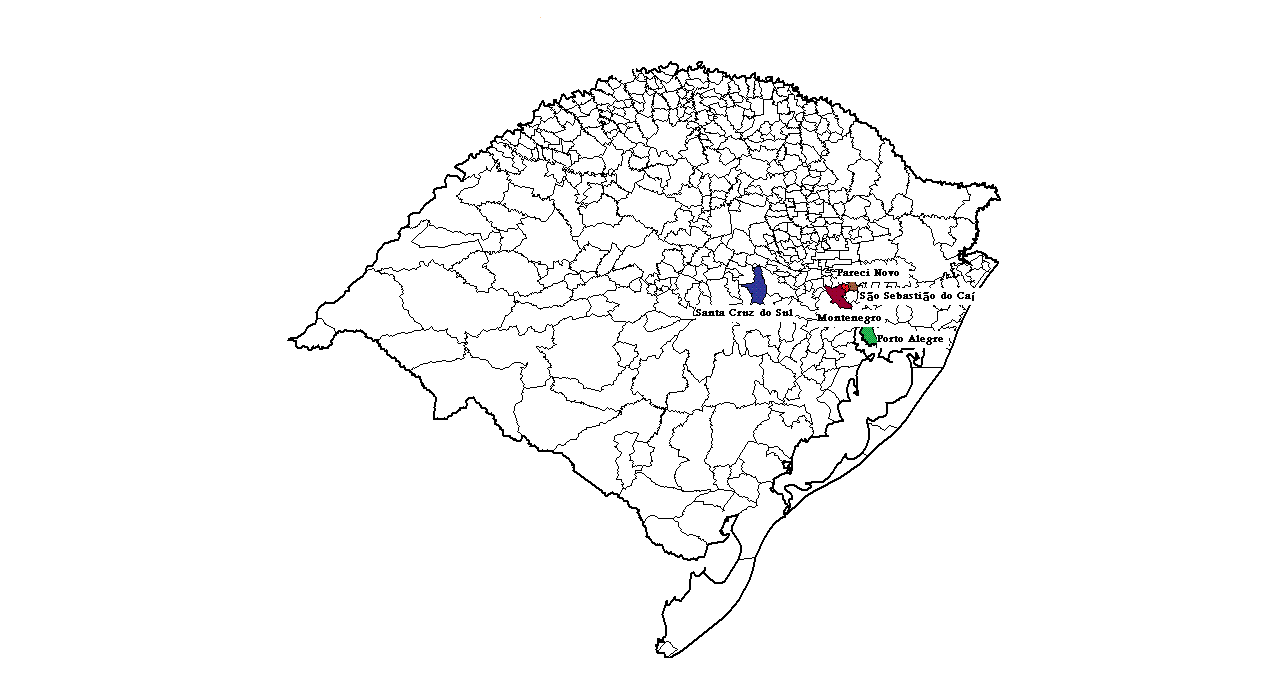 Pareci Novo
São Sebastião do Caí
Santa Cruz do Sul
Montenegro
Porto Alegre